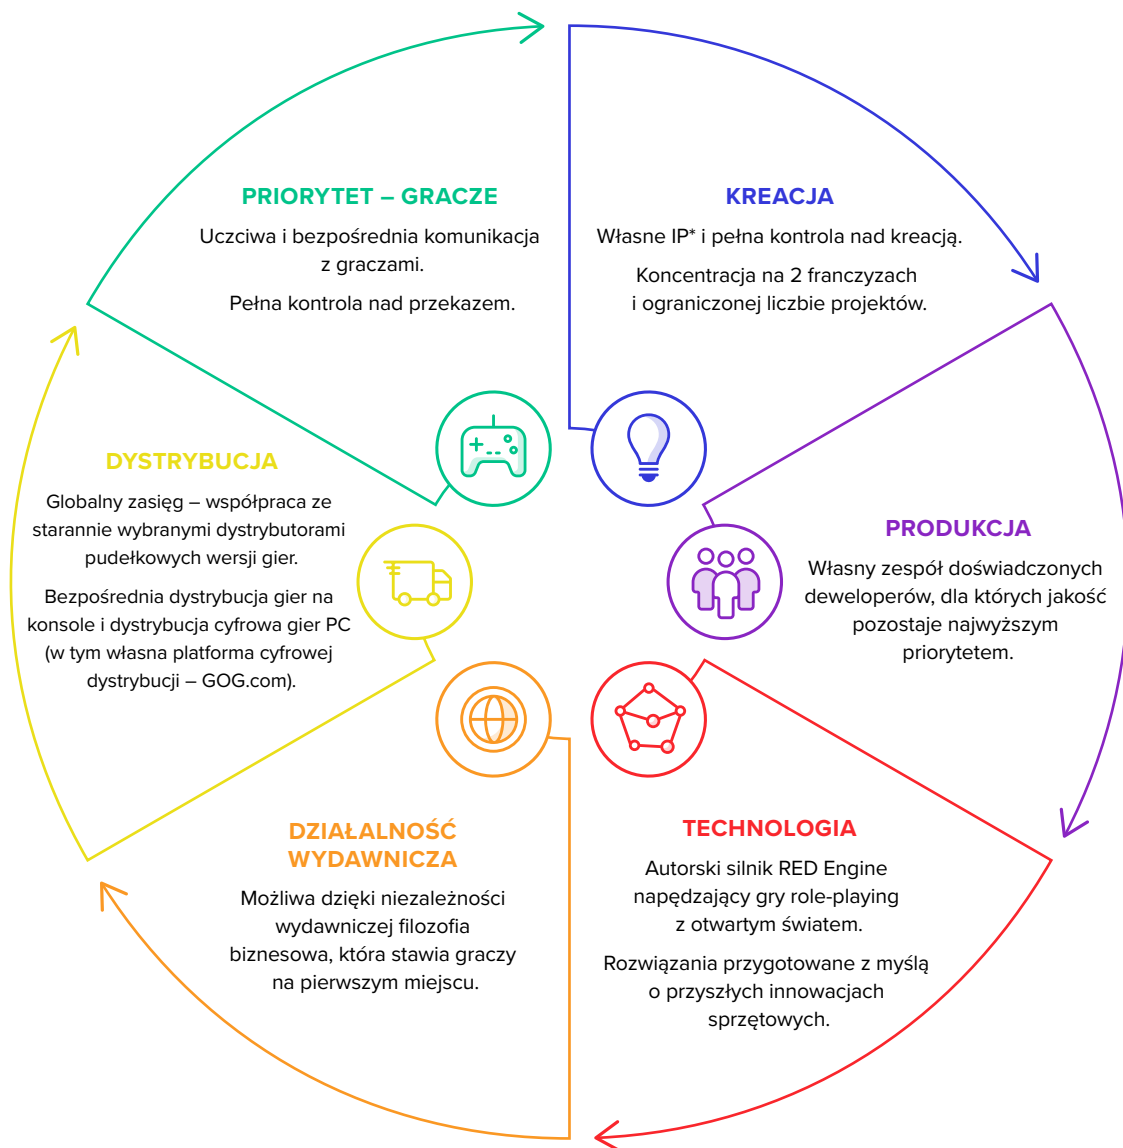 PRIORYTET – GRACZE
Uczciwa i bezpośrednia komunikacja
z graczami.
Pełna kontrola nad przekazem.
KREACJA
Własne IP* i pełna kontrola nad kreacją.
Koncentracja na 2 franczyzach
i ograniczonej liczbie projektów.
PRODUKCJA
Własny zespół doświadczonych
deweloperów, dla których jakość
pozostaje najwyższym
priorytetem.
TECHNOLOGIA
Autorski silnik RED Engine
napędzający gry role-playing
z otwartym światem.
Rozwiązania przygotowane z myślą
o przyszłych innowacjach
sprzętowych.
DZIAŁALNOŚĆ
WYDAWNICZA
Możliwa dzięki niezależności
wydawniczej filozofia
biznesowa, która stawia graczy
na pierwszym miejscu.
DYSTRYBUCJA
Globalny zasięg – współpraca ze
starannie wybranymi dystrybutorami
pudełkowych wersji gier.
Bezpośrednia dystrybucja gier na
konsole i dystrybucja cyfrowa gier PC
(w tym własna platforma cyfrowej
dystrybucji – GOG.com).